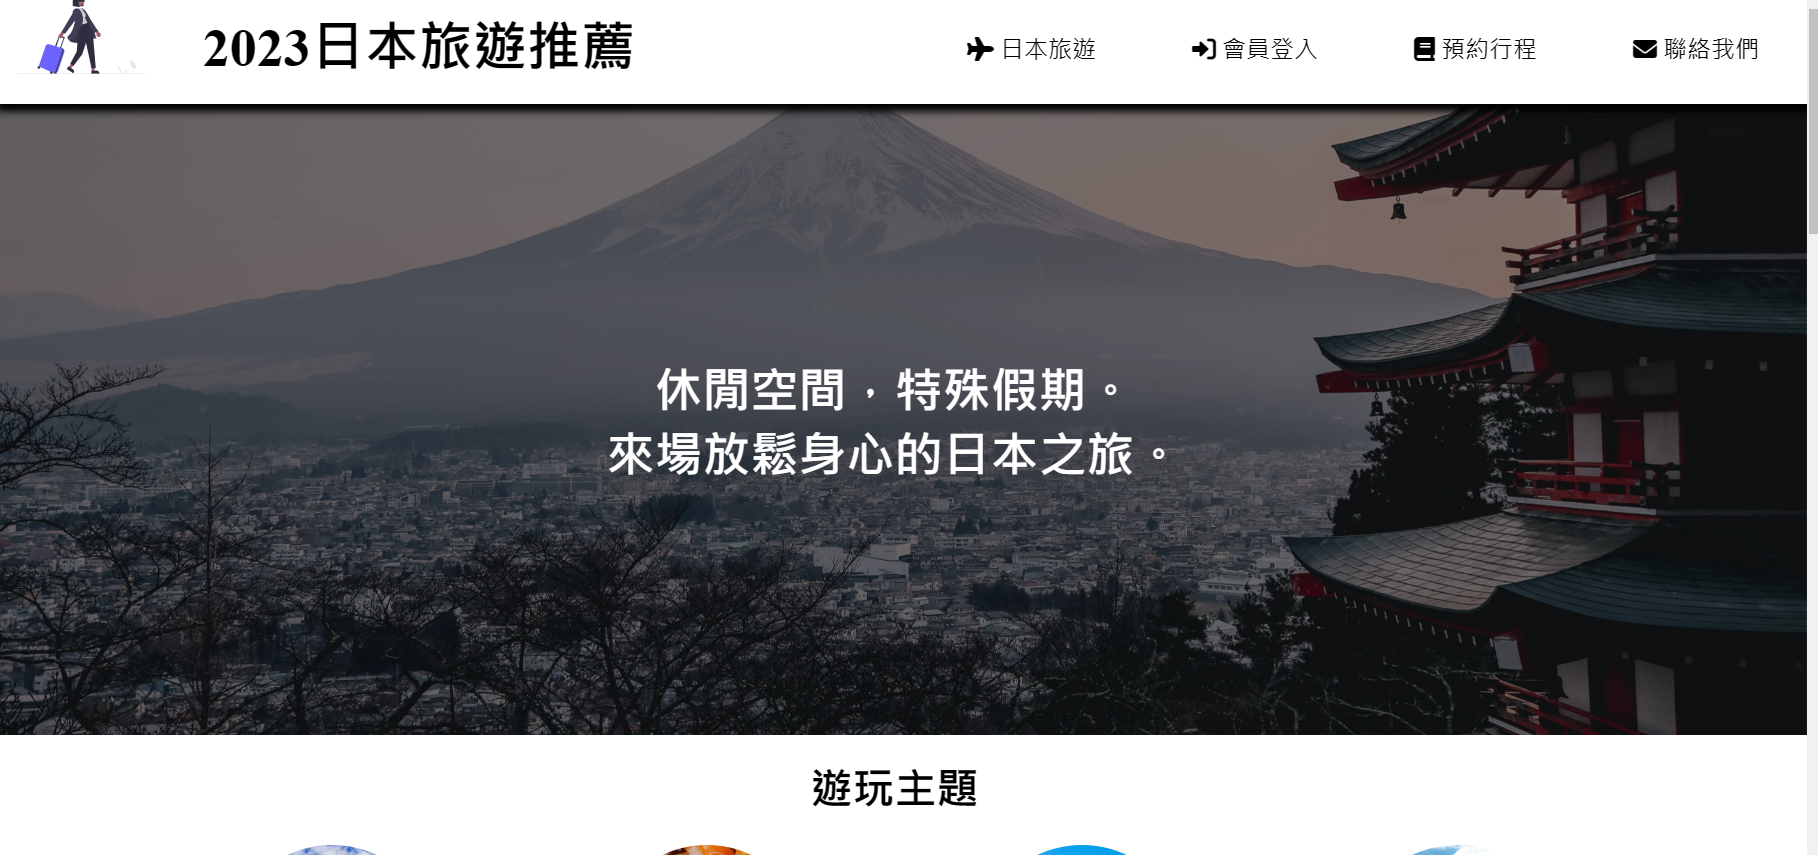 2023日本旅遊推薦
日本旅遊
會員登入
預約行程
聯絡我們
休閒空間，特殊假期。
來場放鬆身心的日本之旅。
遊玩主題